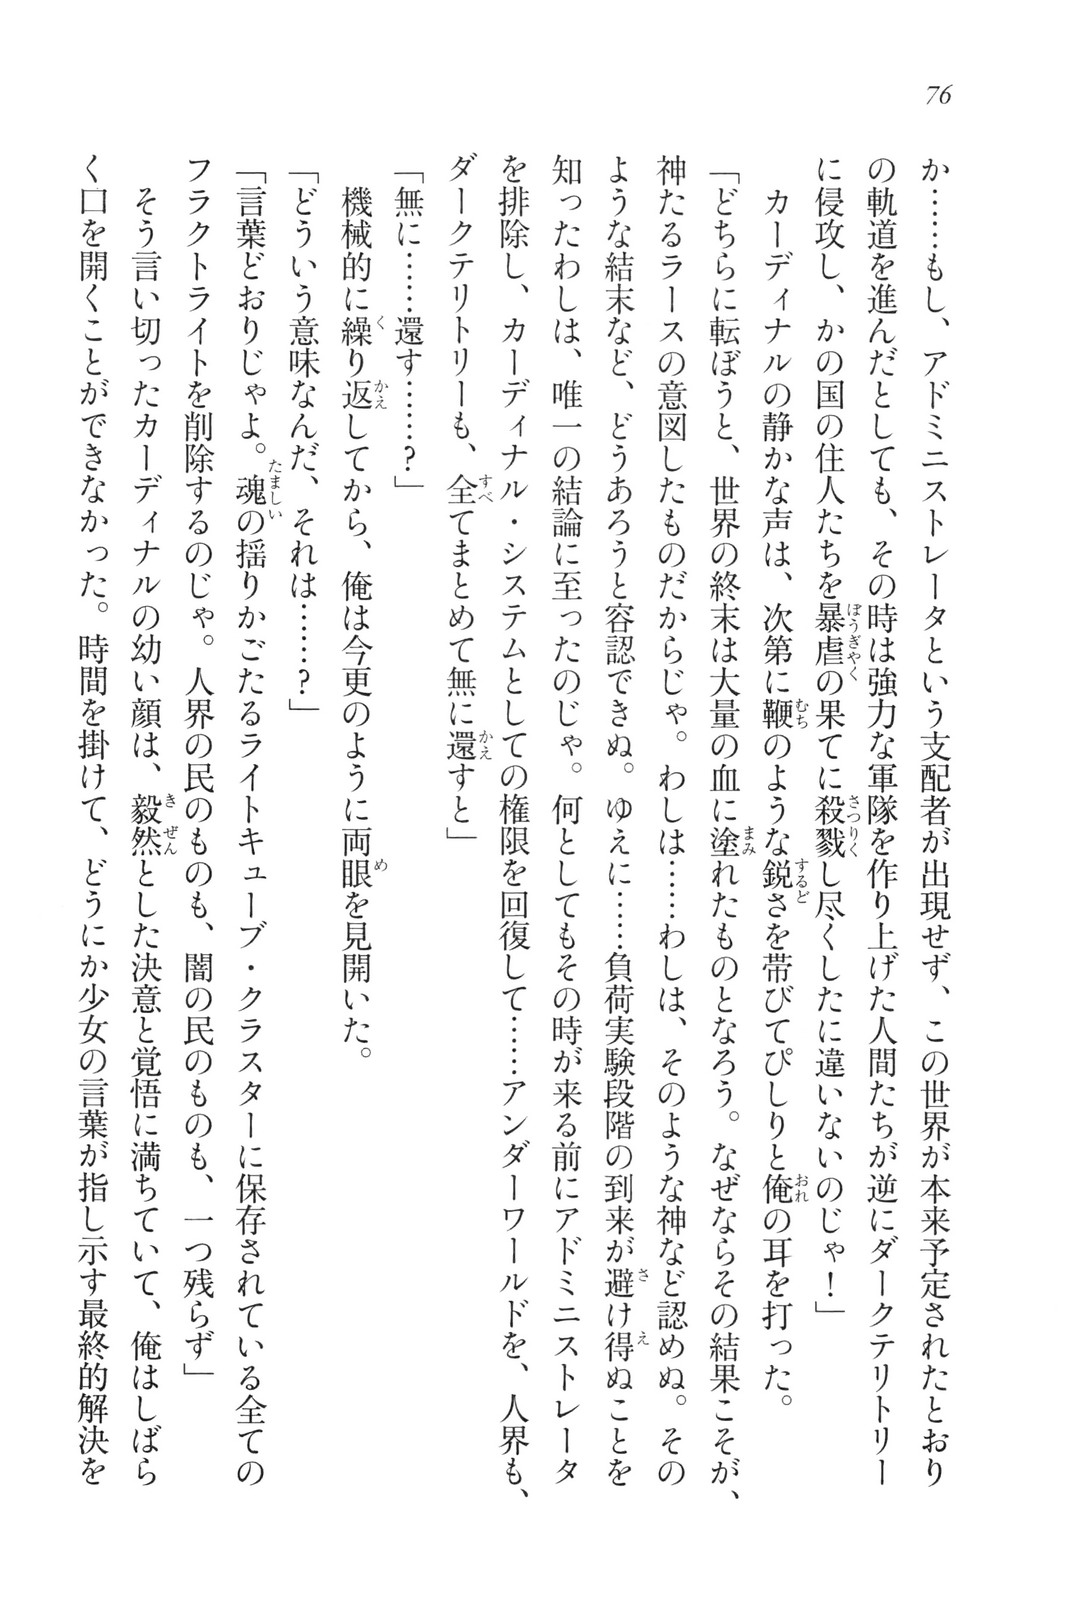 76
か……もし、アドミニストレータという支配者が出現せず、この世界が本来予定されたとおり
の軌道を進んだとしても、その時は強力な軍隊を作り上げた人間たちが逆にダークテリトリー
に侵攻し、かの国の住人たちを暴虐の果てに殺戮し尽くしたに違いないのじゃ！」
　カーディナルの静かな声は、次第に鞭のような鋭さを帯びてぴしりと俺の耳を打った。
「どちらに転ぼうと、世界の終末は大量の血に塗れたものとなろう。なぜならその結果こそが、
神たるラースの意図したものだからじゃ。わしは……わしは、そのような神など認めぬ。その
ような結末など、どうあろうと容認できぬ。ゆえに……負荷実験段階の到来が避け得ぬことを
知ったわしは、唯一の結論に至ったのじゃ。何としてもその時が来る前にアドミニストレータ
を排除し、カーディナル・システムとしての権限を回復して……アンダーワールドを、人界も、
ダークテリトリーも、全てまとめて無に還すと」
「無に……還す……？」
　機械的に繰り返してから、俺は今更のように両眼を見開いた。
「どういう意味なんだ、それは……？」
「言葉どおりじゃよ。魂の揺りかごたるライトキューブ・クラスターに保存されている全ての
フラクトライトを削除するのじゃ。人界の民のものも、闇の民のものも、一つ残らず」
　そう言い切ったカーディナルの幼い顔は、毅然とした決意と覚悟に満ちていて、俺はしばら
く口を開くことができなかった。時間を掛けて、どうにか少女の言葉が指し示す最終的解決を